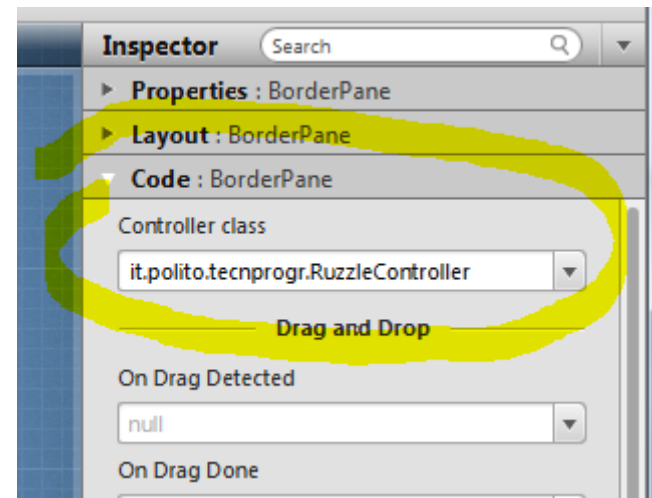 Inspector Search
Properties : BorderPane
Layout : BorderPane
Code : BorderPane
Controller class
it.polito.tecnprogr.RuzzleController
Drag and Drop
On Drag Detected
null
On Drag Done